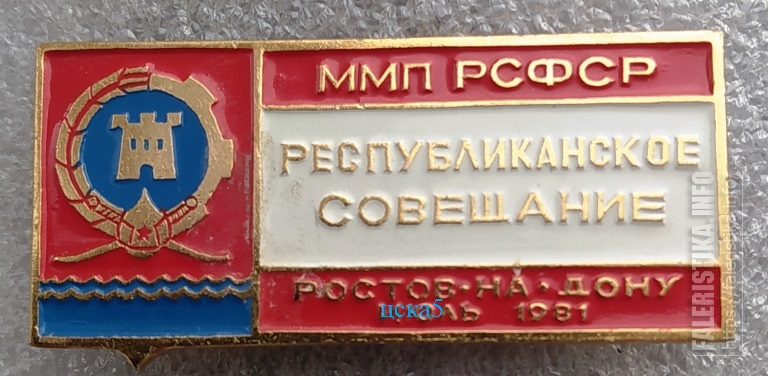 ММП РСФСР
РЕСПУБЛИКАНСКОЕ
СОВЕЩАНИЕ
РОСТОВ-НА-ДОНУ
1981
цска5
FALERISTIKA.INFO